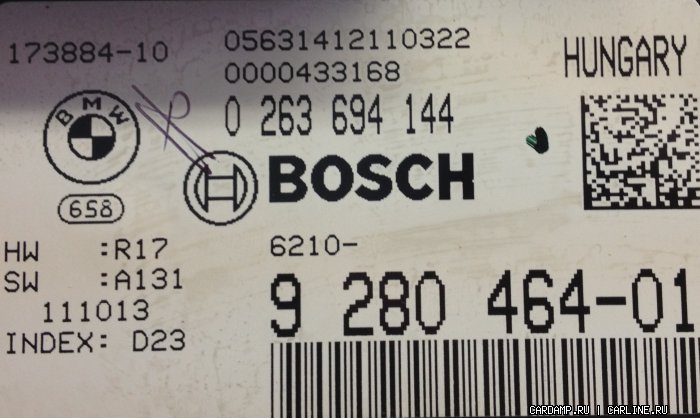 173884-10
05631412110322
0000433168
HUNGARY
BMW
0 263 694 144
BOSCH
658
HW :R17
SW :A131
111013
INDEX: D23
6210-
9 280 464-01
CARDAMP.RU | CARLINE.RU